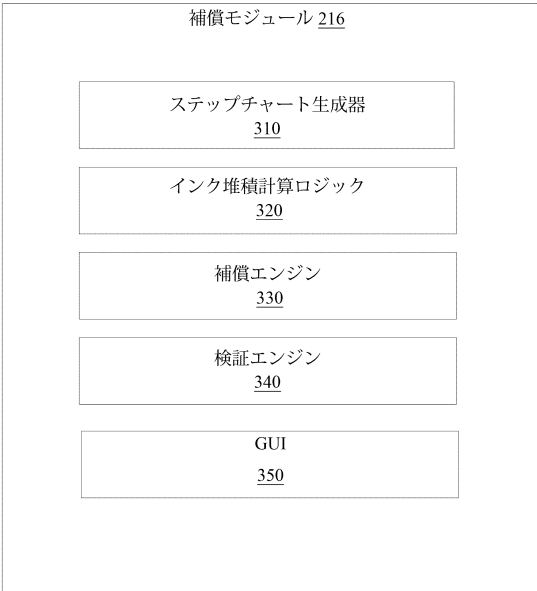 補償モジュール 216
ステップチャート生成器
310
インク堆積計算ロジック
320
補償エンジン
330
検証エンジン
340
GUI
350